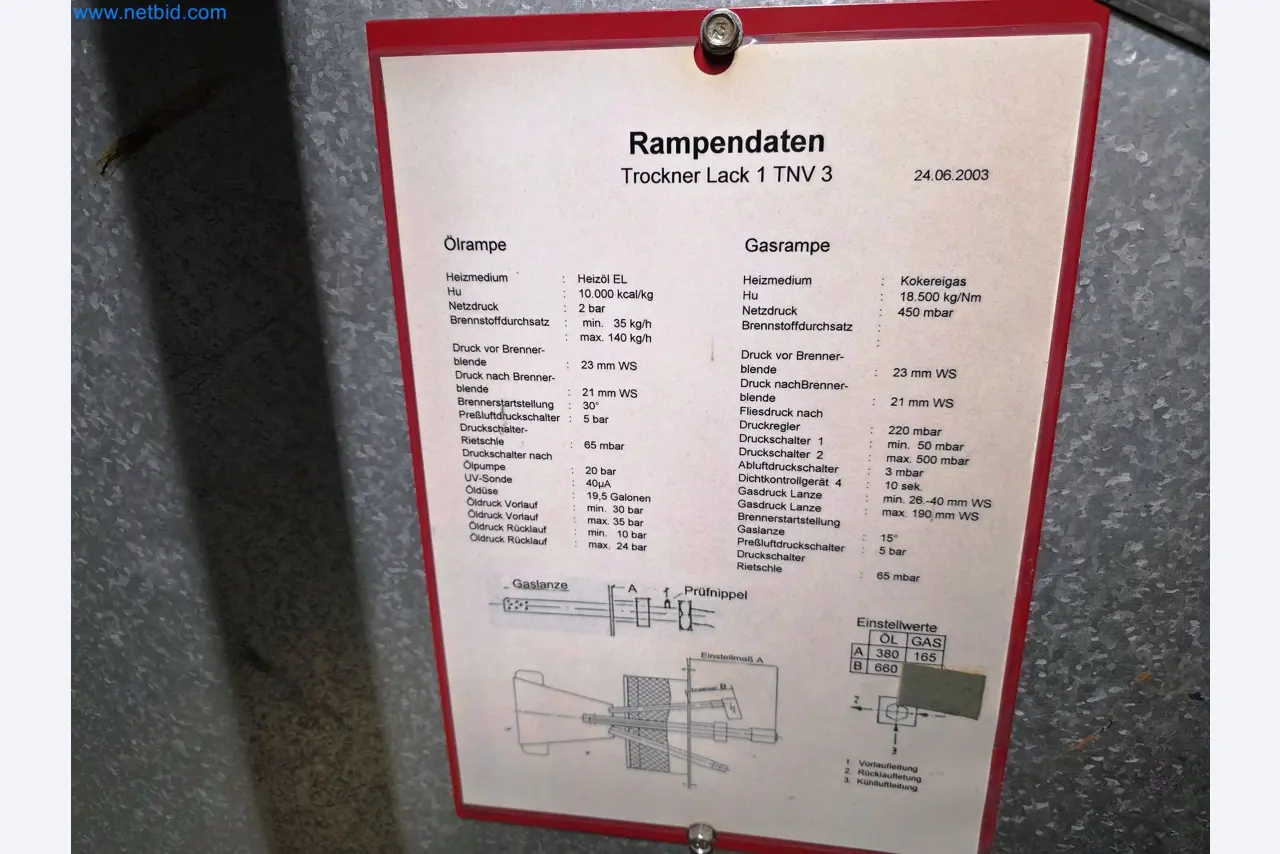 www.netbid.com
Rampendaten
Trockner Lack 1 TNV 3
24.06.2003
Ölrampe
Heizmedium : Heizöl EL
Hu : 10.000 kcal/kg
Netzdruck : 2 bar
Brennstoffdurchsatz : min. 35 kg/h
: max. 140 kg/h
Druck vor Brenner-
blende : 23 mm WS
Druck nach Brenner-
blende : 21 mm WS
Brennerstartstellung : 30°
Preßluftdruckschalter : 5 bar
Druckschalter-
Rietschle : 65 mbar
Druckschalter nach
Ölpumpe : 20 bar
UV-Sonde : 40µA
Öldüse : 19,5 Galonen
Öldruck Vorlauf : min. 30 bar
Öldruck Vorlauf : max. 35 bar
Öldruck Rücklauf : min. 10 bar
Öldruck Rücklauf : max. 24 bar
Gasrampe
Heizmedium : Kokereigas
Hu : 18.500 kg/Nm
Netzdruck : 450 mbar
Brennstoffdurchsatz :
:
Druck vor Brenner-
blende : 23 mm WS
Druck nachBrenner-
blende : 21 mm WS
Fliesdruck nach
Druckregler : 220 mbar
Druckschalter 1 : min. 50 mbar
Druckschalter 2 : max. 500 mbar
Abluftdruckschalter : 3 mbar
Dichtkontrollgerät 4 : 10 sek.
Gasdruck Lanze : min. 26.-40 mm WS
Gasdruck Lanze : max. 190 mm WS
Brennerstartstellung
Gaslanze : 15°
Preßluftdruckschalter : 5 bar
Druckschalter
Rietschle : 65 mbar
Gaslanze
A
Prüfnippel
Einstellmaß A
B
Einstellwerte
ÖL GAS
A 380 165
B 660
2
3
1. Vorlaufleitung
2. Rücklaufleitung
3. Kühlluftleitung